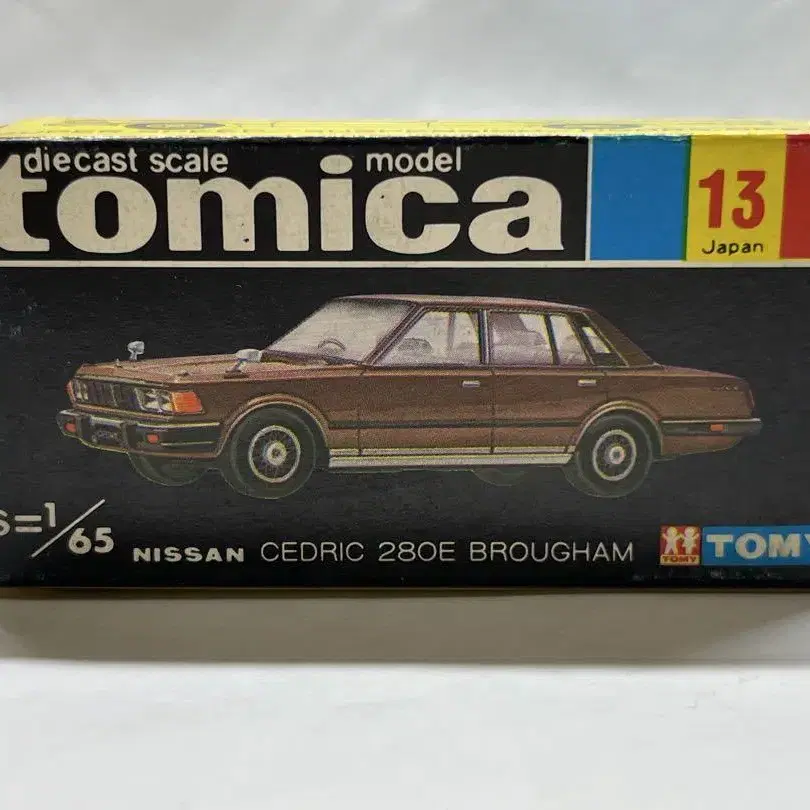 diecast scale model
tomica
13
Japan
S=1/65
NISSAN CEDRIC 280E BROUGHAM
TOMY
TOMY